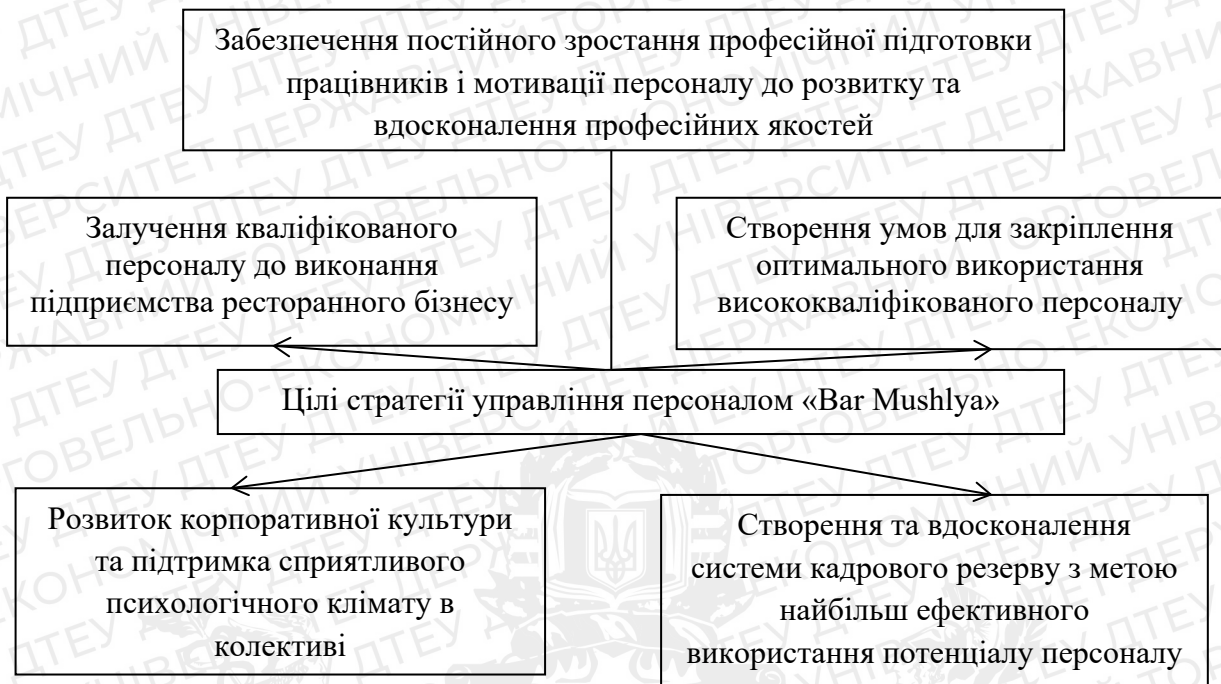 Забезпечення постійного зростання професійної підготовки
працівників і мотивації персоналу до розвитку та
вдосконалення професійних якостей
Залучення кваліфікованого
персоналу до виконання
підприємства ресторанного бізнесу
Створення умов для закріплення
оптимального використання
висококваліфікованого персоналу
Цілі стратегії управління персоналом «Bar Mushlya»
Розвиток корпоративної культури
та підтримка сприятливого
психологічного клімату в
колективі
Створення та вдосконалення
системи кадрового резерву з метою
найбільш ефективного
використання потенціалу персоналу